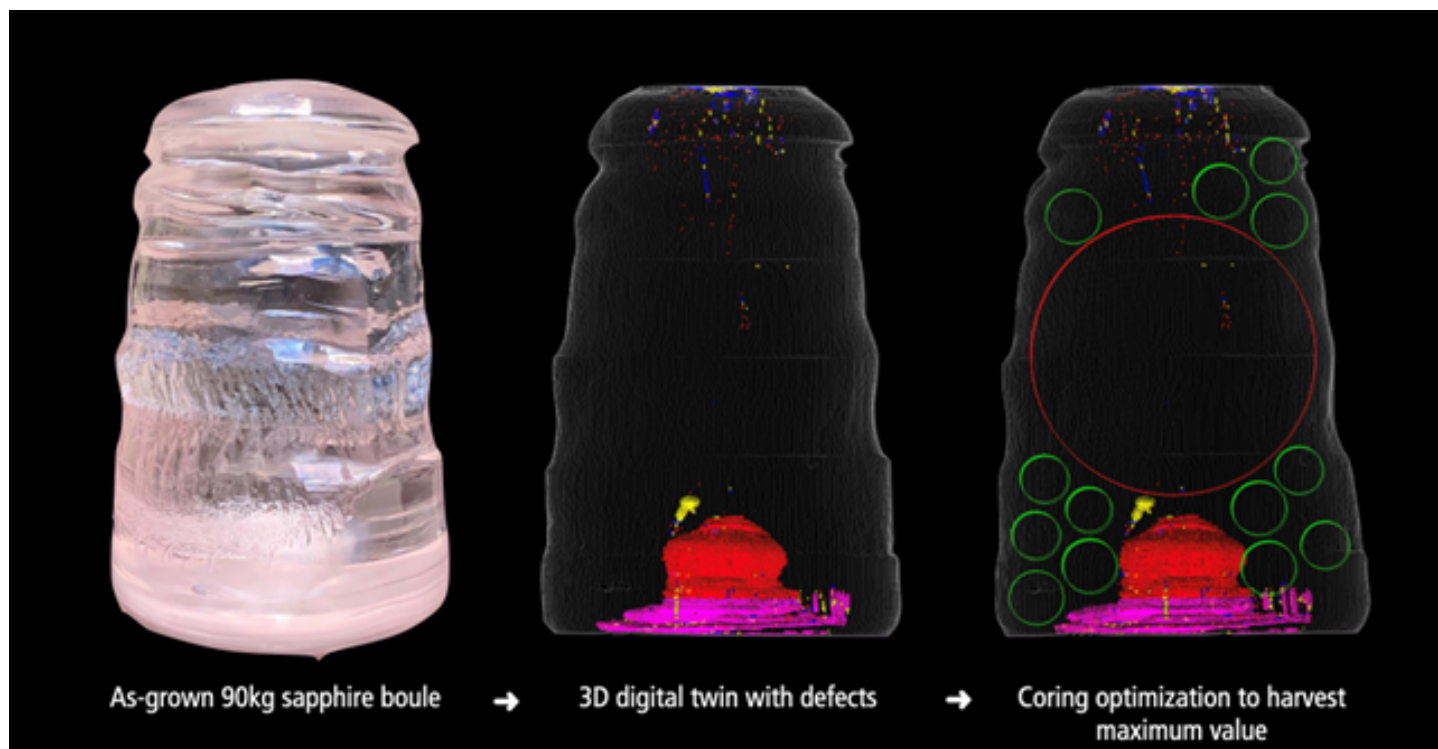 As-grown 90kg sapphire boule
➔
3D digital twin with defects
➔
Coring optimization to harvest
maximum value